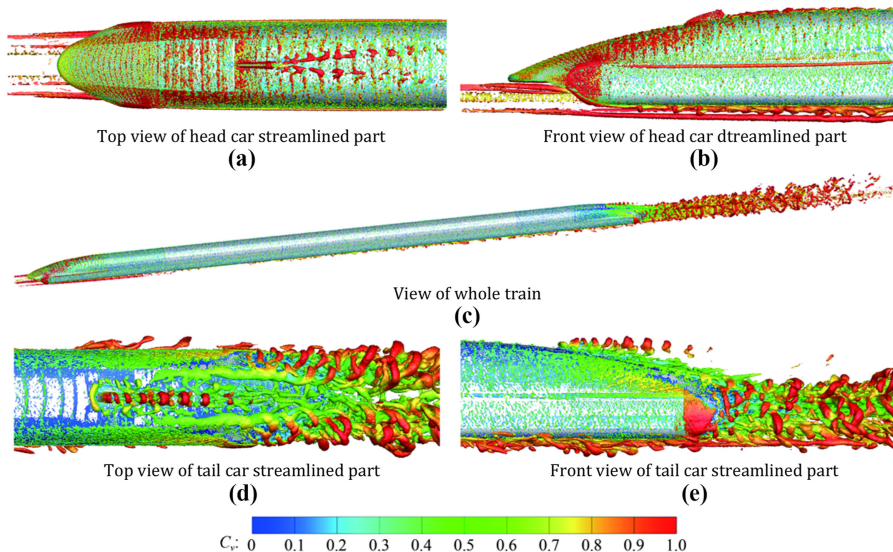 Top view of head car streamlined part
(a)
Front view of head car dtreamlined part
(b)
View of whole train
(c)
Top view of tail car streamlined part
(d)
Front view of tail car streamlined part
(e)
Cv: 0 0.1 0.2 0.3 0.4 0.5 0.6 0.7 0.8 0.9 1.0